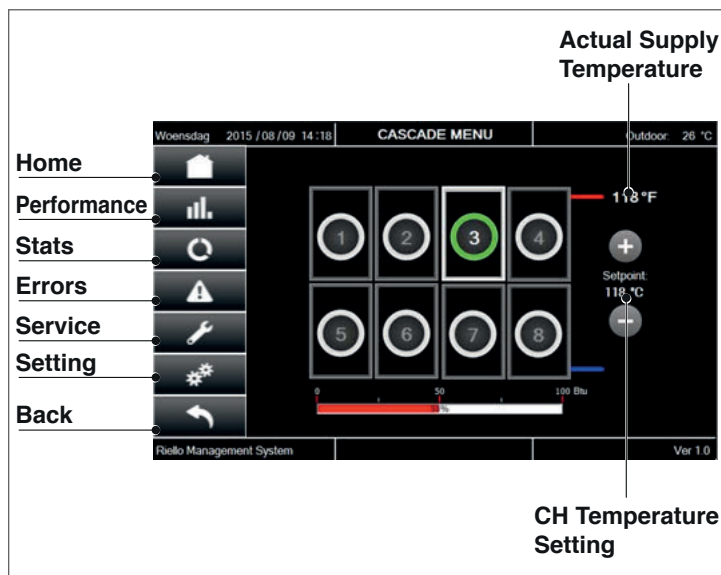 Actual Supply
Temperature
Woensdag 2015 / 08 / 09 14:18 CASCADE MENU Outdoor: 26 °C
Home
Performance
Stats
Errors
Service
Setting
Back
118 °F
1 2 3 4
Setpoint:
118 °C
5 6 7 8
0 50 100 Btu
Riello Management System Ver 1.0
CH Temperature
Setting